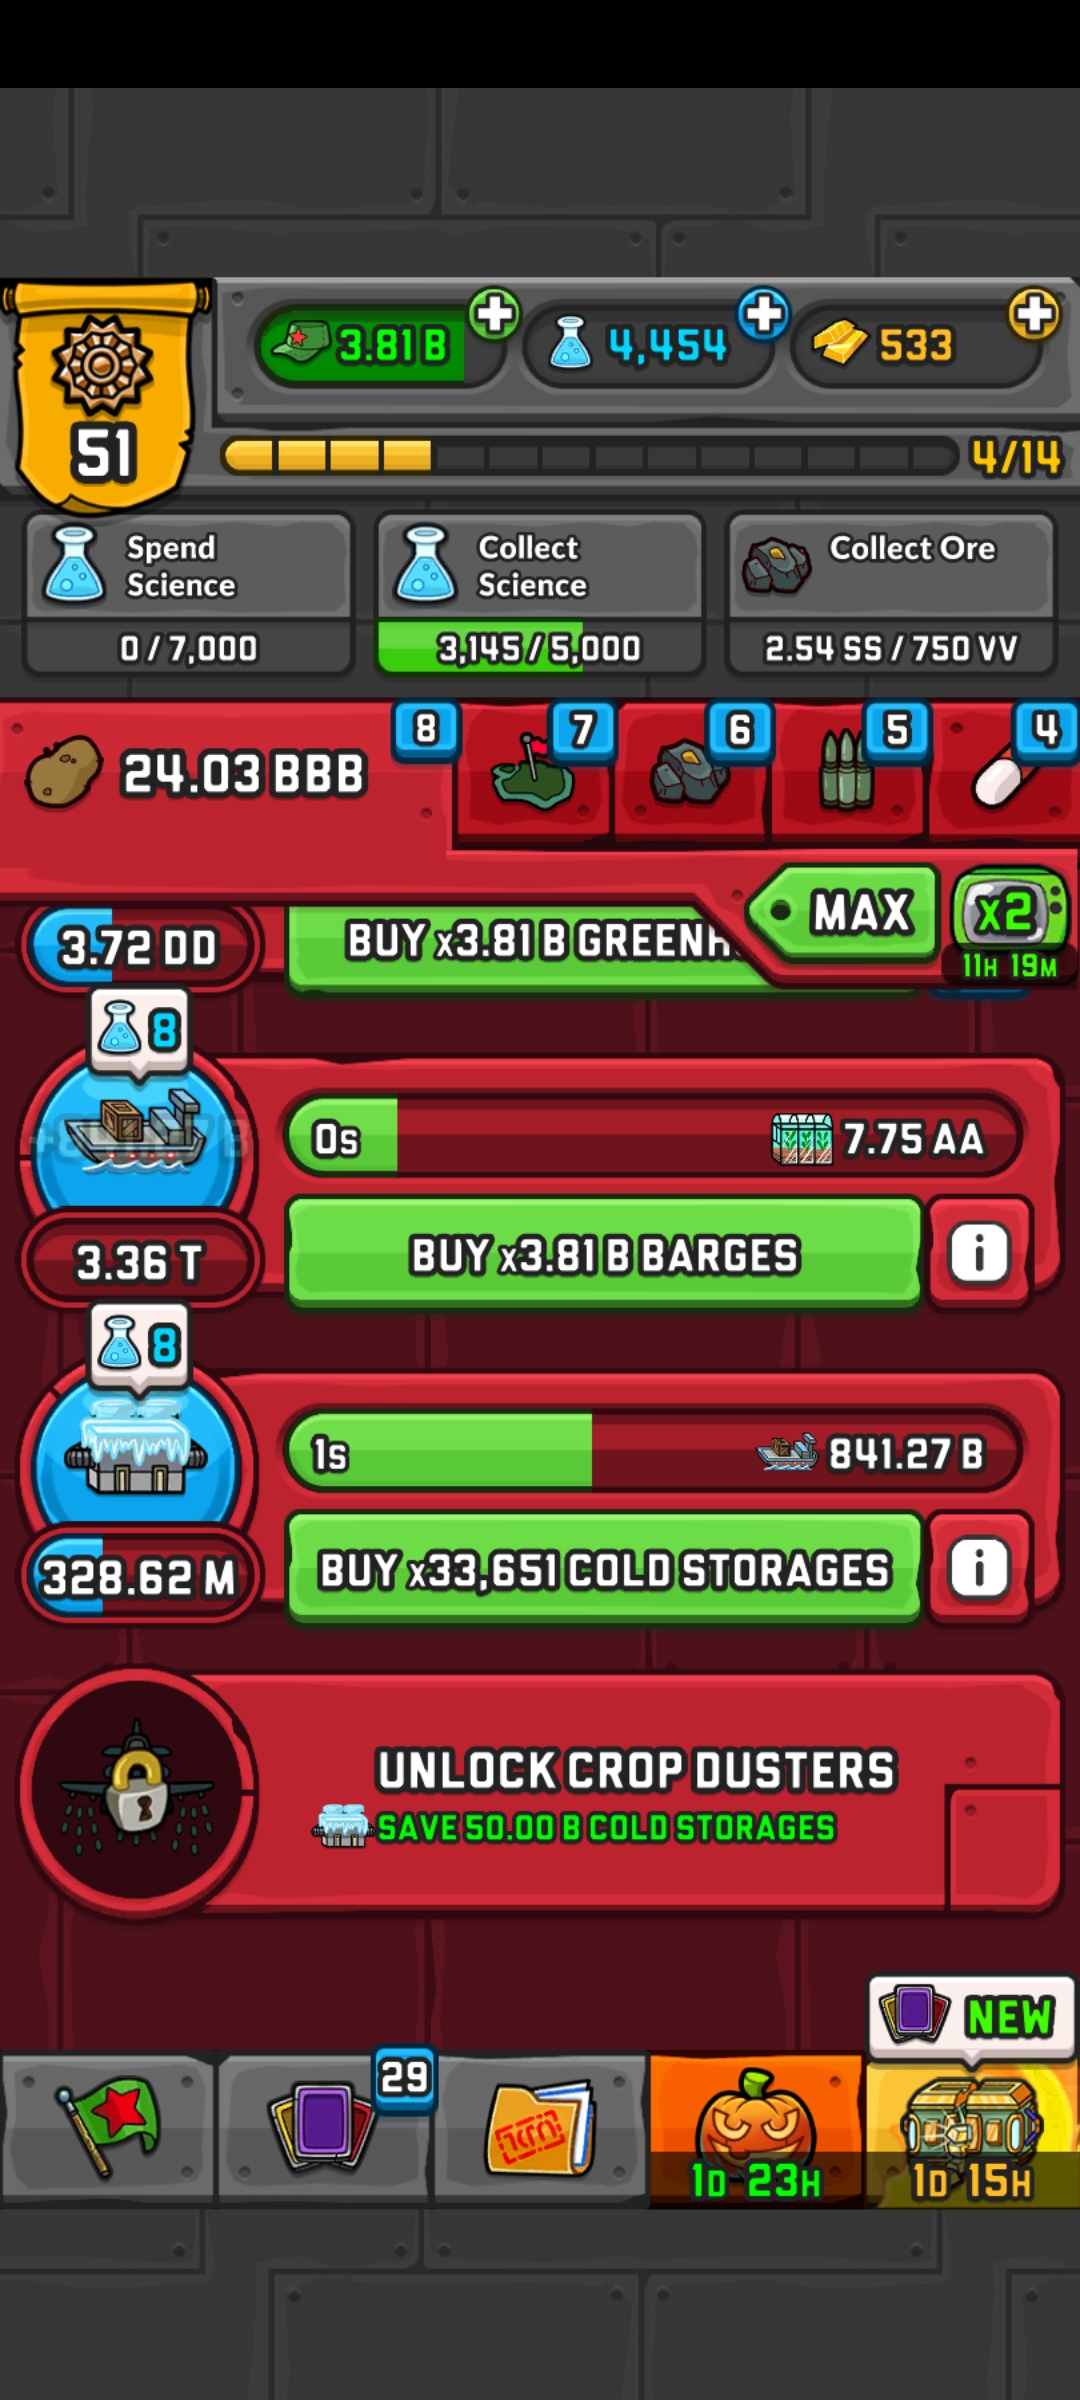 3.81 B
4,454
533
51
4/14
Spend
Science
0 / 7,000
Collect
Science
3,145 / 5,000
Collect Ore
2.54 SS / 750 VV
24.03 BBB
8
7
6
5
4
MAX
x2
11H 19M
3.72 DD
BUY x3.81 B GREENH
8
0s
7.75 AA
3.36 T
BUY x3.81 B BARGES
i
8
1s
841.27 B
328.62 M
BUY x33,651 COLD STORAGES
i
UNLOCK CROP DUSTERS
SAVE 50.00 B COLD STORAGES
NEW
29
1D 23H
1D 15H